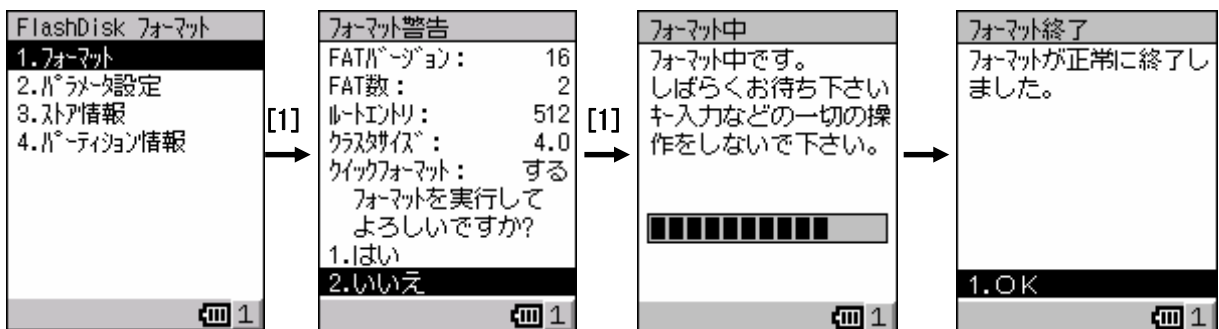 FlashDisk ﾌｫｰﾏｯﾄ
1.ﾌｫｰﾏｯﾄ
2.ﾊﾟﾗﾒｰﾀ設定
3.ｽﾄｱ情報
4.ﾊﾟｰﾃｨｼｮﾝ情報
1
[1]
ﾌｫｰﾏｯﾄ警告
FATﾊﾞｰｼﾞｮﾝ： 16
FAT数： 2
ﾙｰﾄｴﾝﾄﾘ： 512
ｸﾗｽﾀｻｲｽﾞ： 4.0
ｸｲｯｸﾌｫｰﾏｯﾄ： する
ﾌｫｰﾏｯﾄを実行して
よろしいですか?
1.はい
2.いいえ
1
[1]
ﾌｫｰﾏｯﾄ中
ﾌｫｰﾏｯﾄ中です。
しばらくお待ち下さい
ｷｰ入力などの一切の操
作をしないで下さい。
1
ﾌｫｰﾏｯﾄ終了
ﾌｫｰﾏｯﾄが正常に終了し
ました。
1.ＯＫ
1